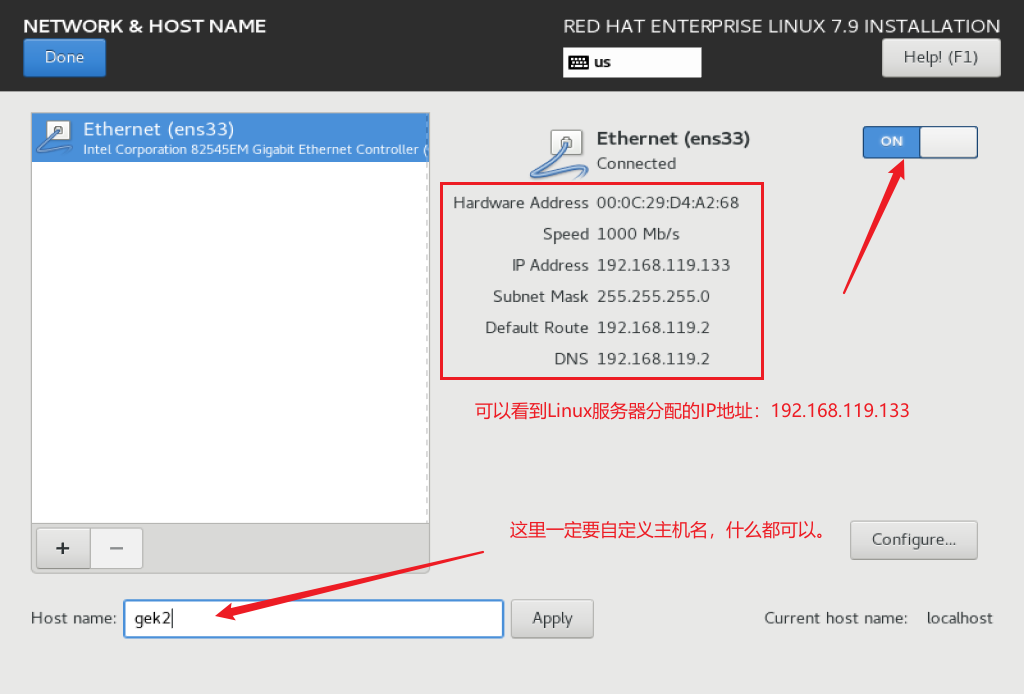 NETWORK & HOST NAME
RED HAT ENTERPRISE LINUX 7.9 INSTALLATION
Done
us
Help! (F1)
Ethernet (ens33)
Intel Corporation 82545EM Gigabit Ethernet Controller (
Ethernet (ens33)
Connected
ON
Hardware Address 00:0C:29:D4:A2:68
Speed 1000 Mb/s
IP Address 192.168.119.133
Subnet Mask 255.255.255.0
Default Route 192.168.119.2
DNS 192.168.119.2
可以看到Linux服务器分配的IP地址：192.168.119.133
这里一定要自定义主机名，什么都可以。
+ −
Configure...
Host name: gek2
Apply
Current host name: localhost